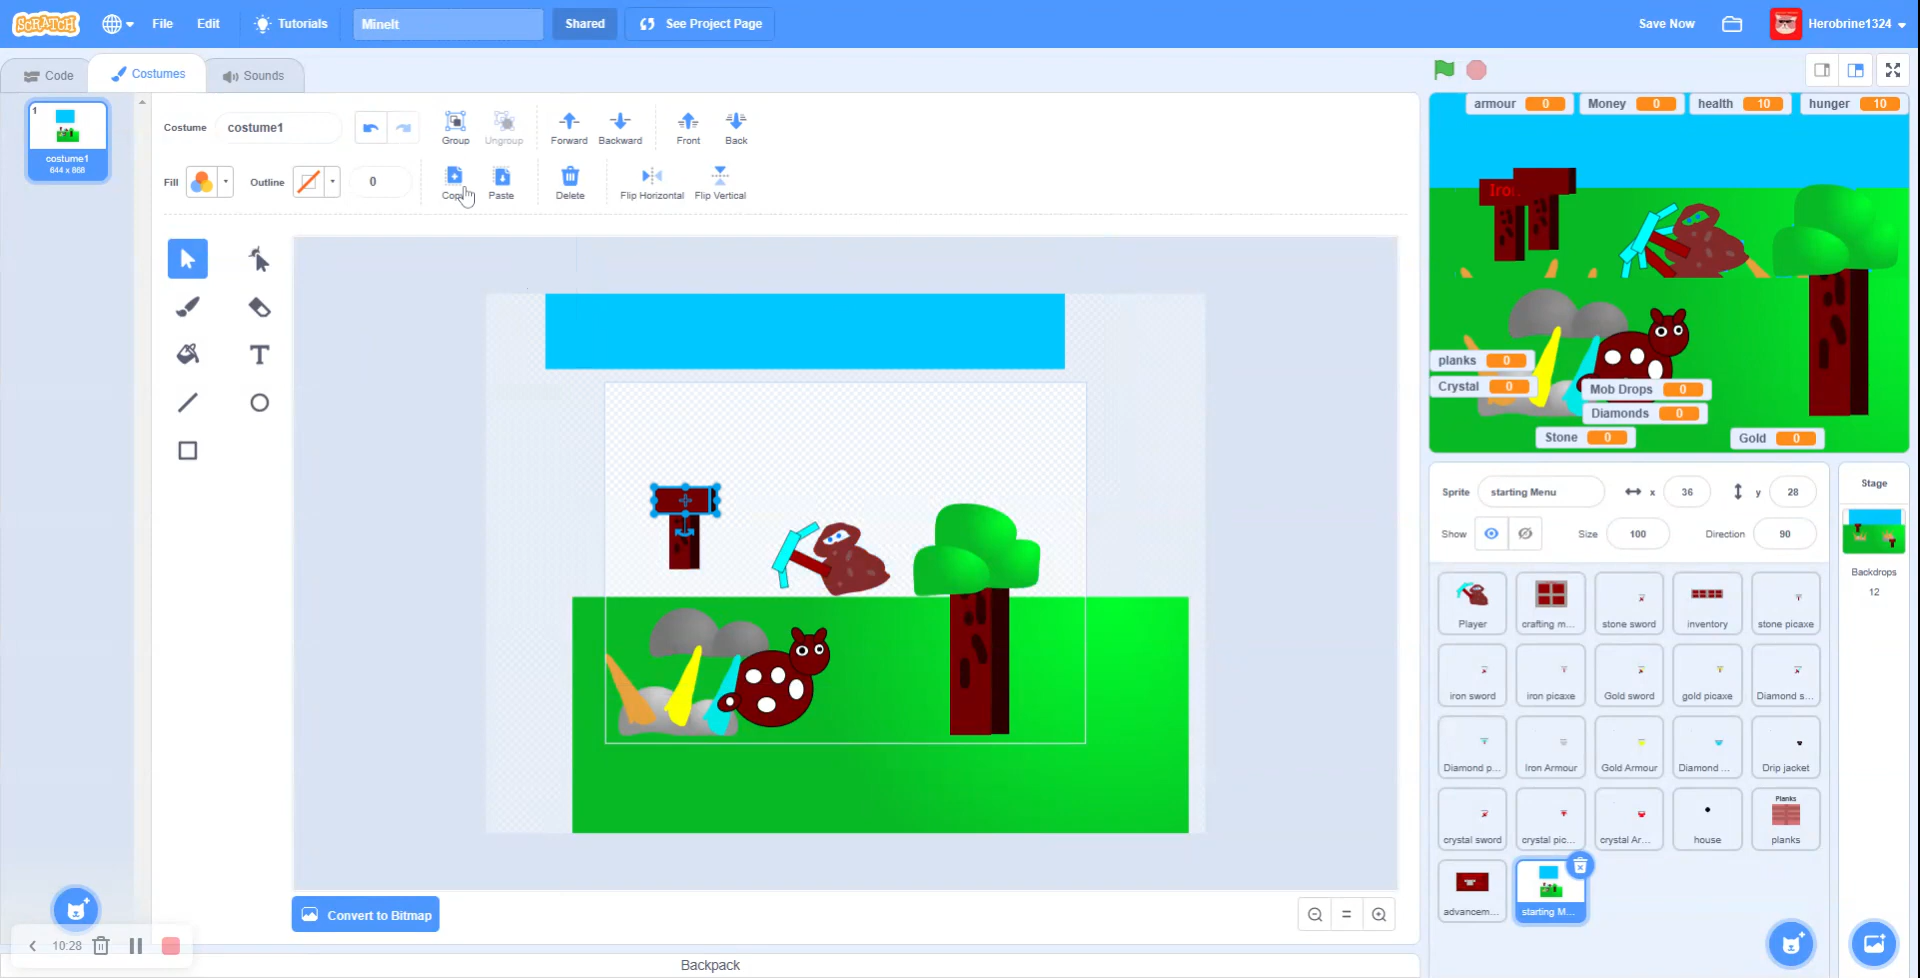 SCRATCH
File
Edit
Tutorials
MineIt
Shared
See Project Page
Save Now
Herobrine1324
Code
Costumes
Sounds
1
costume1
644 x 868
Costume
costume1
Group
Ungroup
Forward
Backward
Front
Back
Fill
Outline
0
Copy
Paste
Delete
Flip Horizontal
Flip Vertical
T
Convert to Bitmap
Backpack
10:28
armour 0
Money 0
health 10
hunger 10
planks 0
Crystal 0
Mob Drops 0
Diamonds 0
Stone 0
Gold 0
Sprite
starting Menu
x 36
y 28
Show
Size 100
Direction 90
Player
crafting m...
stone sword
inventory
stone picaxe
iron sword
iron picaxe
Gold sword
gold picaxe
Diamond s...
Diamond p...
Iron Armour
Gold Armour
Diamond ...
Drip jacket
crystal sword
crystal pic...
crystal Ar...
house
Planks
planks
advancem...
starting M...
Stage
Backdrops
12